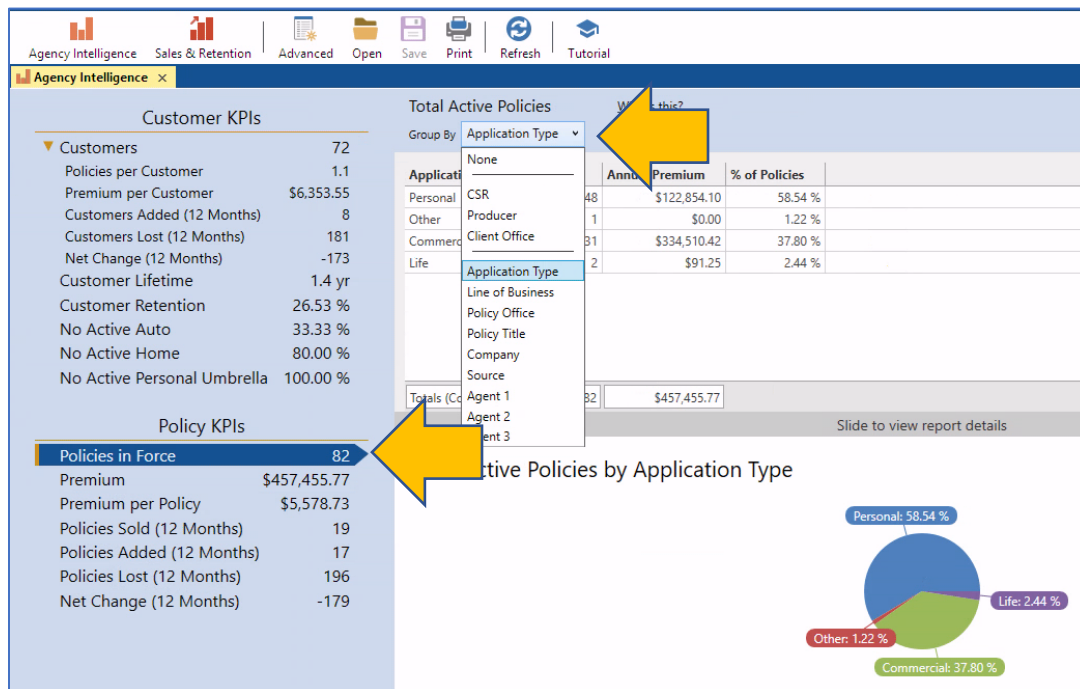 Agency Intelligence Sales & Retention Advanced Open Save Print Refresh Tutorial
Agency Intelligence ×
Customer KPIs
Customers 72
Policies per Customer 1.1
Premium per Customer $6,353.55
Customers Added (12 Months) 8
Customers Lost (12 Months) 181
Net Change (12 Months) -173
Customer Lifetime 1.4 yr
Customer Retention 26.53 %
No Active Auto 33.33 %
No Active Home 80.00 %
No Active Personal Umbrella 100.00 %
Policy KPIs
Policies in Force 82
Premium $457,455.77
Premium per Policy $5,578.73
Policies Sold (12 Months) 19
Policies Added (12 Months) 17
Policies Lost (12 Months) 196
Net Change (12 Months) -179
Total Active Policies this?
Group By Application Type
None
CSR
Producer
Client Office
Application Type
Line of Business
Policy Office
Policy Title
Company
Source
Agent 1
Agent 2
3
Premium % of Policies
Personal 48 $122,854.10 58.54 %
Other 1 $0.00 1.22 %
31 $334,510.42 37.80 %
Life 2 $91.25 2.44 %
Totals 82 $457,455.77
Slide to view report details
Policies by Application Type
Personal: 58.54 %
Life: 2.44 %
Other: 1.22 %
Commercial: 37.80 %